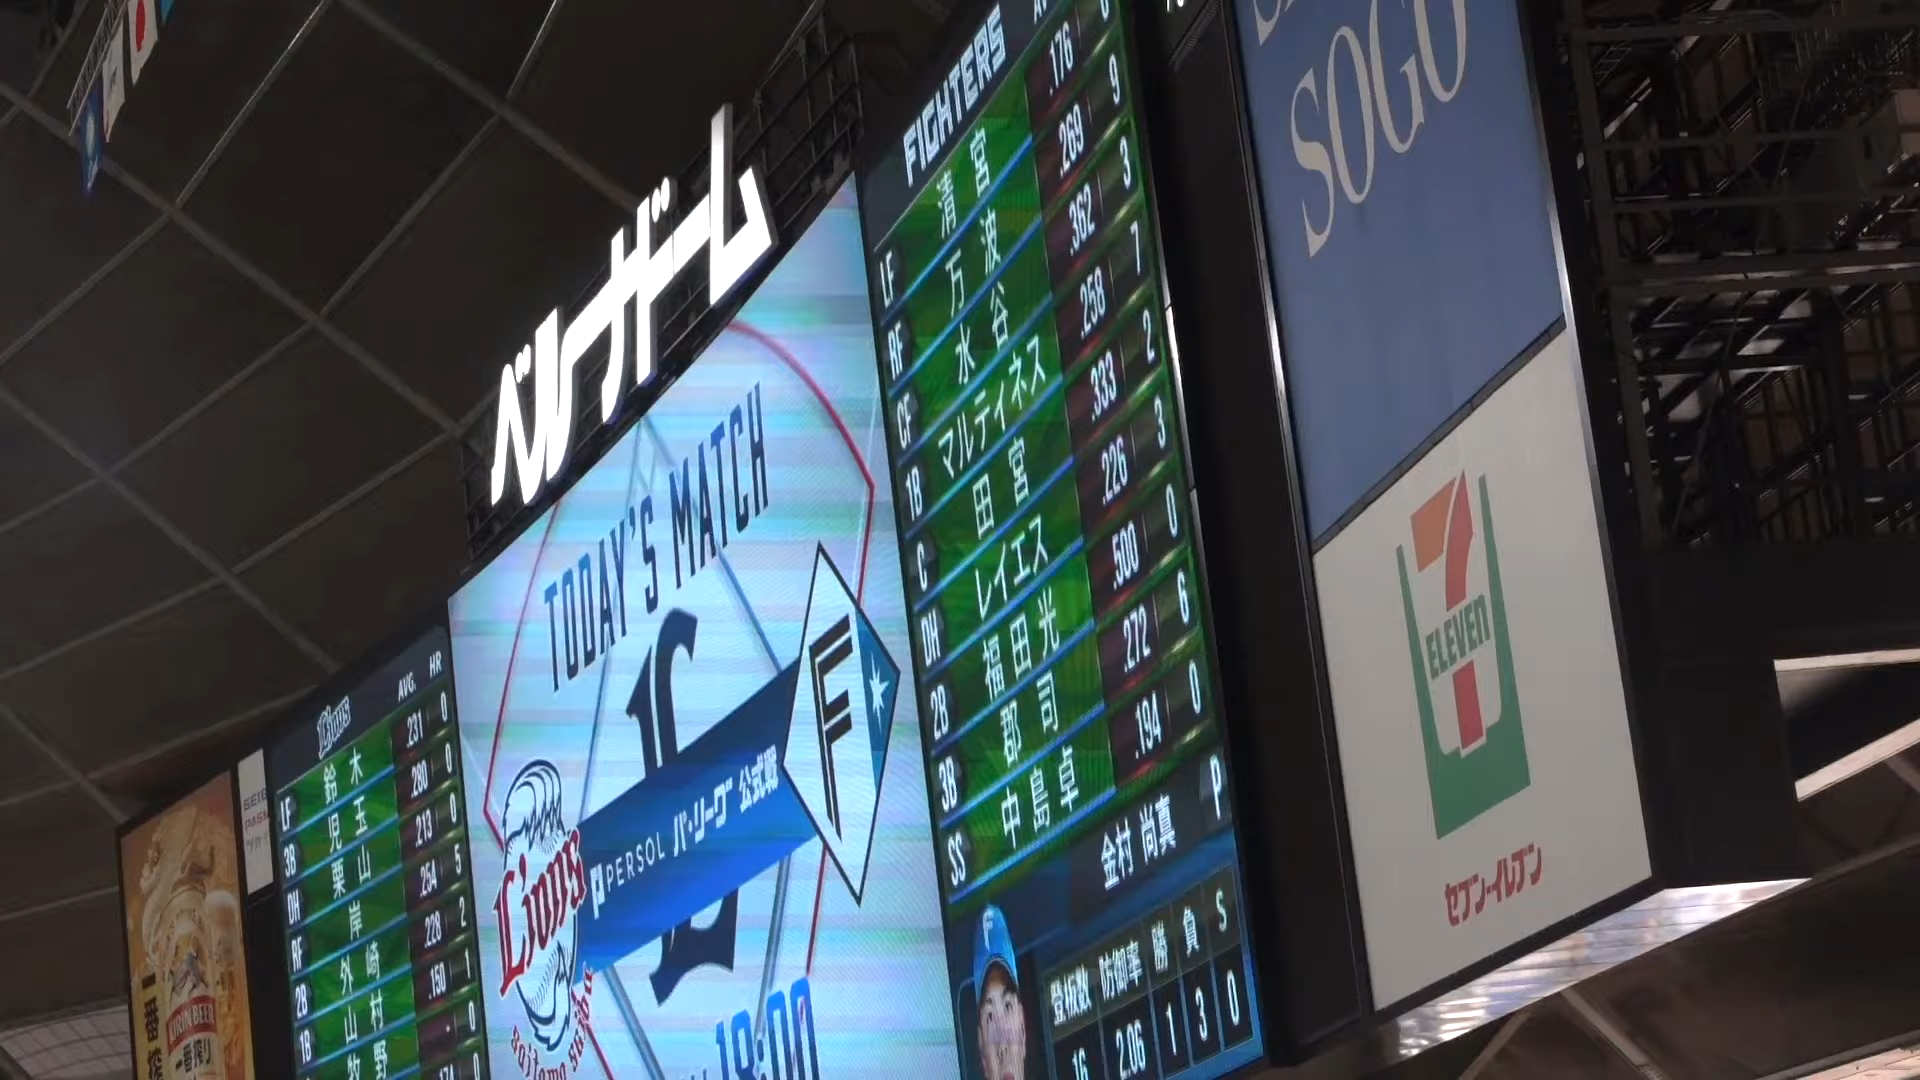 ベルーナドーム
TODAY'S MATCH
Lions
PERSOL パ・リーグ 公式戦
F
18:00
Lions
AVG. HR
LF 鈴木 .231 0
3B 児玉 .280 0
DH 栗山 .213 0
RF 岸 .254 5
2B 外崎 .228 2
1B 山村 .150 1
牧野 . 0
FIGHTERS
LF 清宮 .176
RF 万波 .269 9
CF 水谷 .362 3
1B マルティネス .258 7
C 田宮 .333 2
DH レイエス .226 3
2B 福田光 .500 0
3B 郡司 .272 6
SS 中島卓 .194 0
金村 尚真 P
登板数 防御率 勝 負 S
16 2.06 1 3 0
SOGO
7
ELEVEN
セブン-イレブン
KIRIN BEER
一番搾り